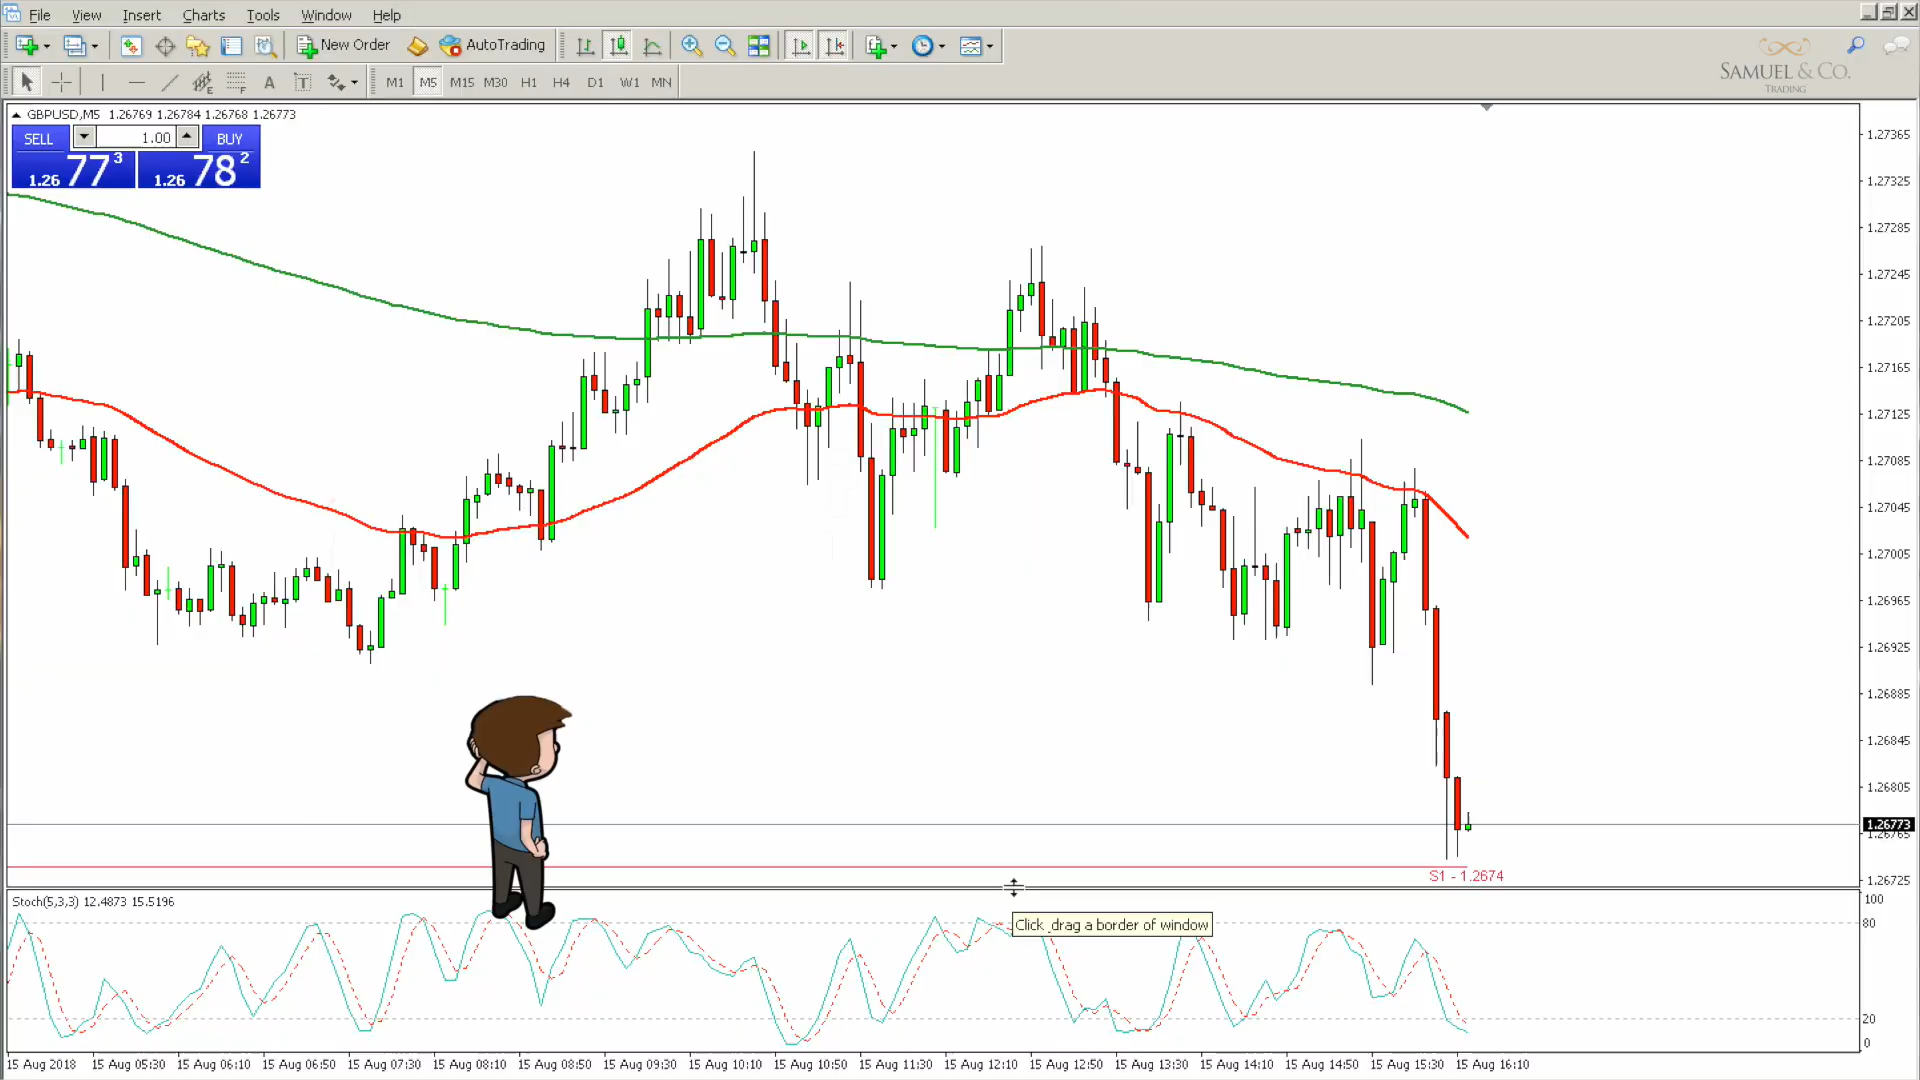 File View Insert Charts Tools Window Help
New Order AutoTrading
SAMUEL & CO.
TRADING
E F A T M1 M5 M15 M30 H1 H4 D1 W1 MN
GBPUSD,M5 1.26769 1.26784 1.26768 1.26773
SELL 1.00 BUY
1.26 77 3 1.26 78 2
1.27365
1.27325
1.27285
1.27245
1.27205
1.27165
1.27125
1.27085
1.27045
1.27005
1.26965
1.26925
1.26885
1.26845
1.26805
1.26773
1.26765
S1 - 1.2674
1.26725
Stoch(5,3,3) 12.4873 15.5196
100
80
Click_drag a border of window
20
0
15 Aug 2018 15 Aug 05:30 15 Aug 06:10 15 Aug 06:50 15 Aug 07:30 15 Aug 08:10 15 Aug 08:50 15 Aug 09:30 15 Aug 10:10 15 Aug 10:50 15 Aug 11:30 15 Aug 12:10 15 Aug 12:50 15 Aug 13:30 15 Aug 14:10 15 Aug 14:50 15 Aug 15:30 15 Aug 16:10